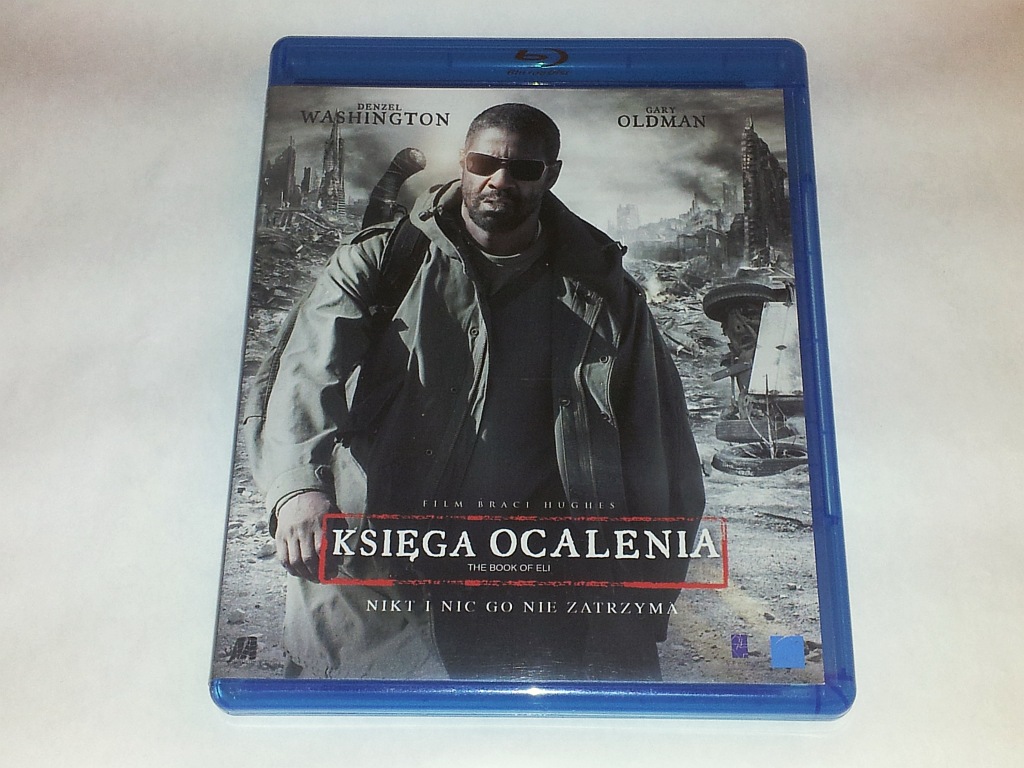 DENZEL
WASHINGTON
GARY
OLDMAN
FILM BRACI HUGHES
KSIĘGA OCALENIA
THE BOOK OF ELI
NIKT I NIC GO NIE ZATRZYMA